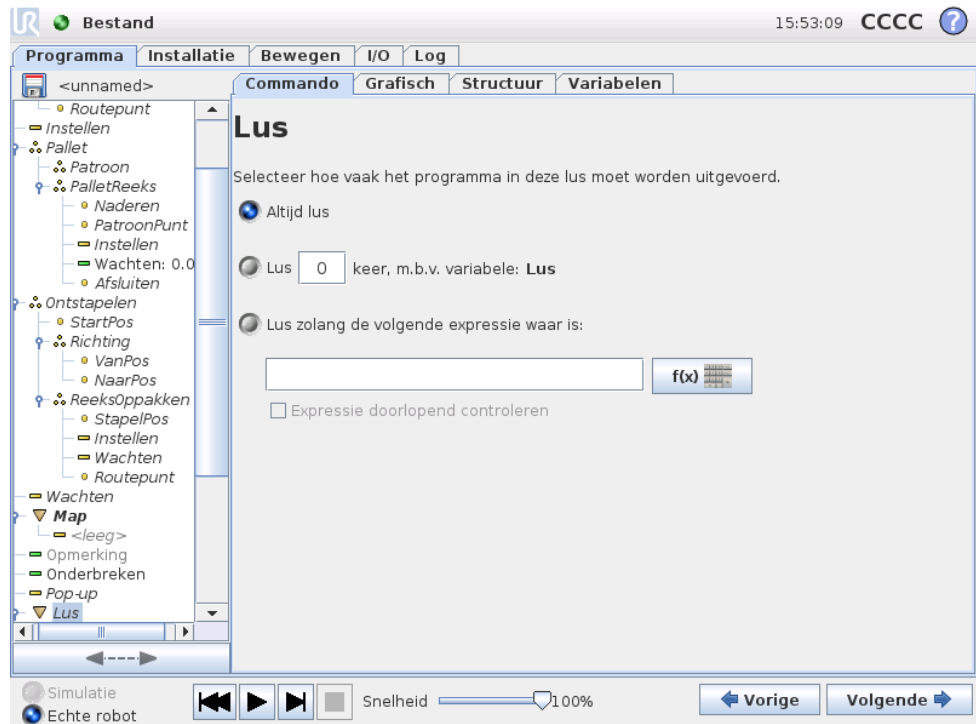 UR Bestand 15:53:09 CCCC ?
Programma Installatie Bewegen I/O Log
<unnamed>
Commando Grafisch Structuur Variabelen
Routepunt
Instellen
Pallet
Patroon
PalletReeks
Naderen
PatroonPunt
Instellen
Wachten: 0.0
Afsluiten
Ontstapelen
StartPos
Richting
VanPos
NaarPos
ReeksOppakken
StapelPos
Instellen
Wachten
Routepunt
Wachten
Map
<leeg>
Opmerking
Onderbreken
Pop-up
Lus
Lus
Selecteer hoe vaak het programma in deze lus moet worden uitgevoerd.
Altijd lus
Lus 0 keer, m.b.v. variabele: Lus
Lus zolang de volgende expressie waar is:
f(x)
Expressie doorlopend controleren
Simulatie
Echte robot
Snelheid 100%
Vorige Volgende